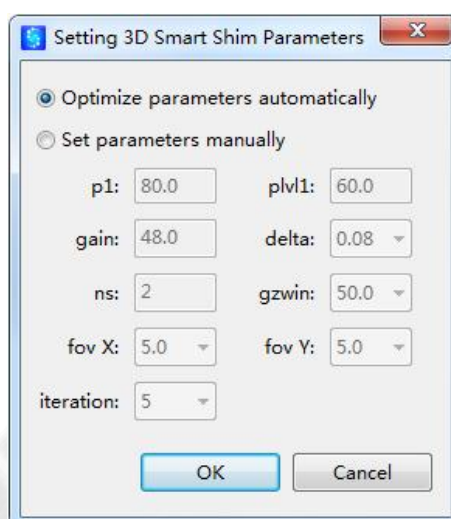 Setting 3D Smart Shim Parameters
Optimize parameters automatically
Set parameters manually
p1: 80.0 plvl1: 60.0
gain: 48.0 delta: 0.08
ns: 2 gzwin: 50.0
fov X: 5.0 fov Y: 5.0
iteration: 5
OK Cancel